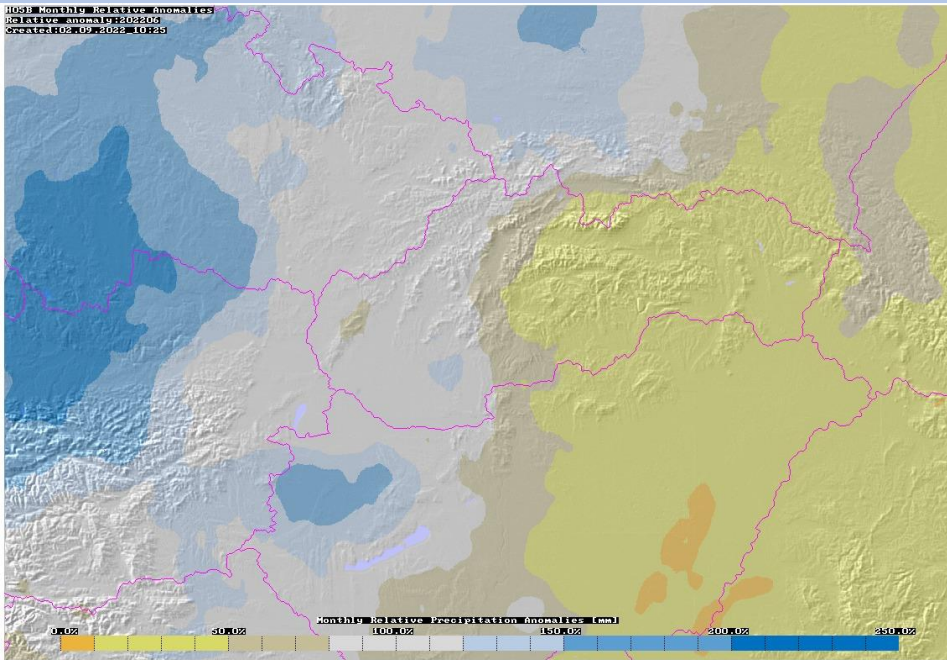 HOSB Monthly Relative Anomalies
Relative anomaly:202206
Created:02.09.2022_10:25
Monthly Relative Precipitation Anomalies [mm]
0.0% 50.0% 100.0% 150.0% 200.0% 250.0%